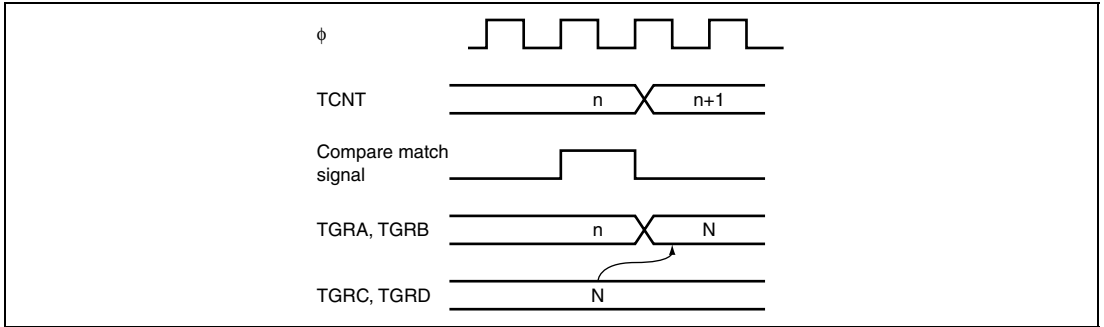 ϕ
TCNT n n+1
Compare match
signal
TGRA, TGRB n N
TGRC, TGRD N